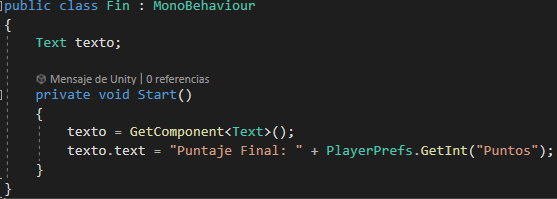 public class Fin : MonoBehaviour
{
Text texto;
Mensaje de Unity | 0 referencias
private void Start()
{
texto = GetComponent<Text>();
texto.text = "Puntaje Final: " + PlayerPrefs.GetInt("Puntos");
}
}